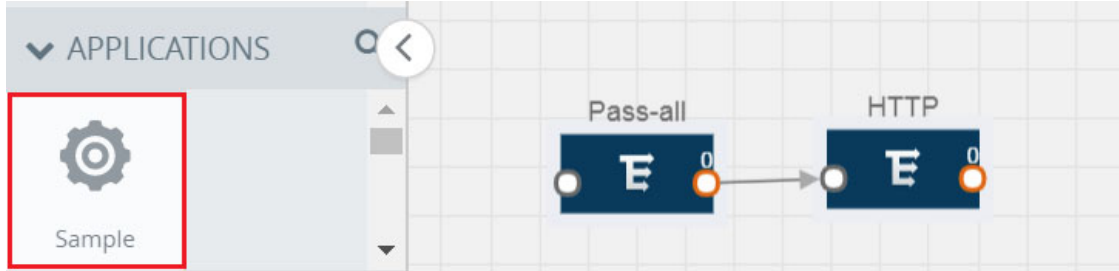 APPLICATIONS
Sample
Pass-all
HTTP
0
0